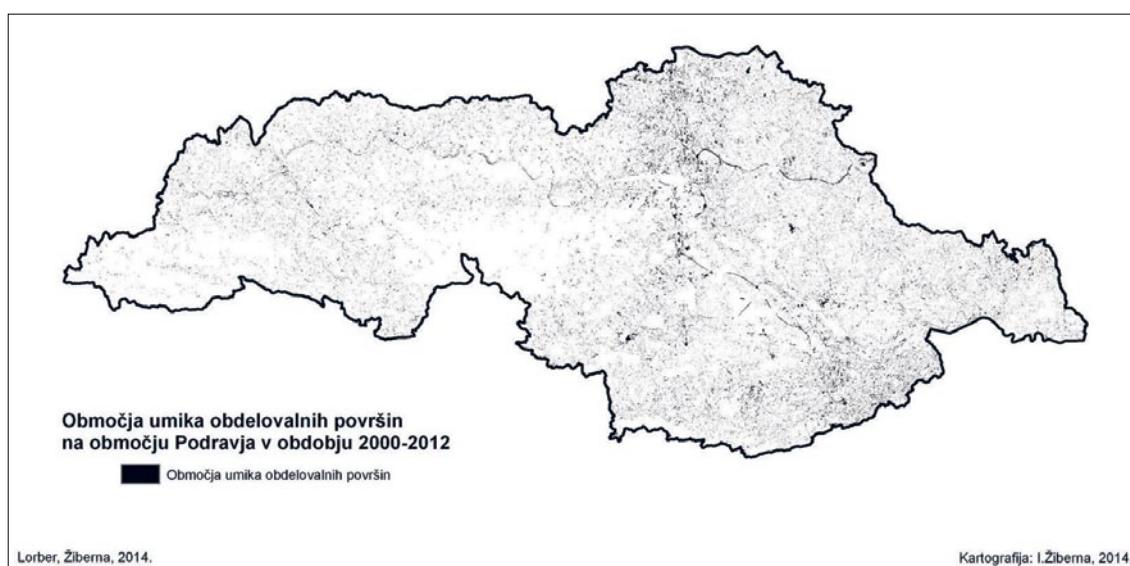 Območja umika obdelovalnih površin
na območju Podravja v obdobju 2000-2012
Območja umika obdelovalnih površin
Lorber, Žiberna, 2014.
Kartografija: I.Žiberna, 2014